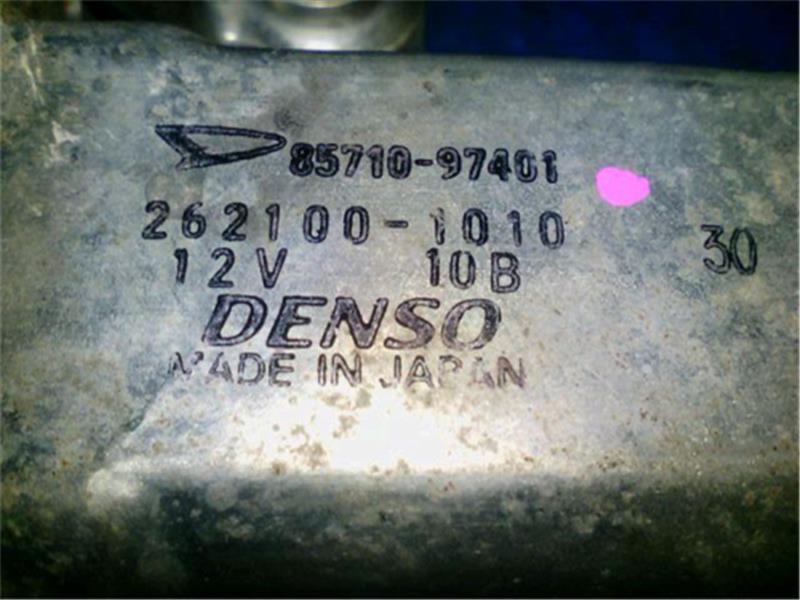 85710-97401
262100-1010
30
12V 10B
DENSO
MADE IN JAPAN